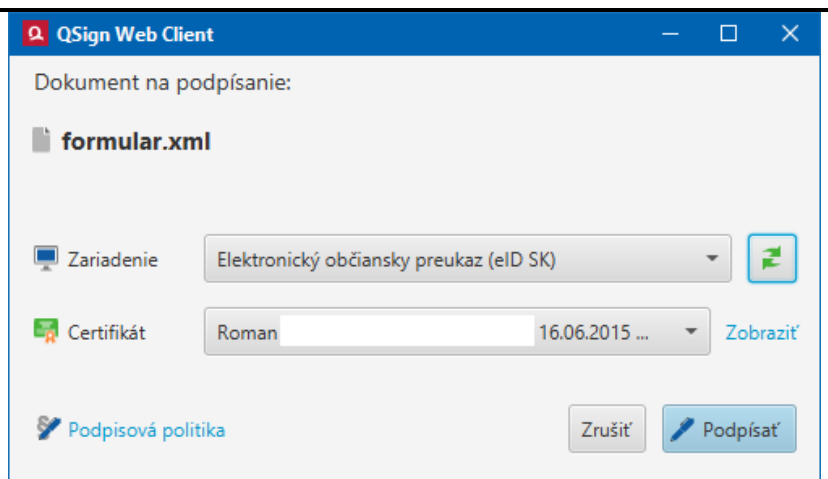 QSign Web Client
Dokument na podpísanie:
formular.xml
Zariadenie Elektronický občiansky preukaz (eID SK)
Certifikát Roman 16.06.2015 ... Zobraziť
Podpisová politika Zrušiť Podpísať